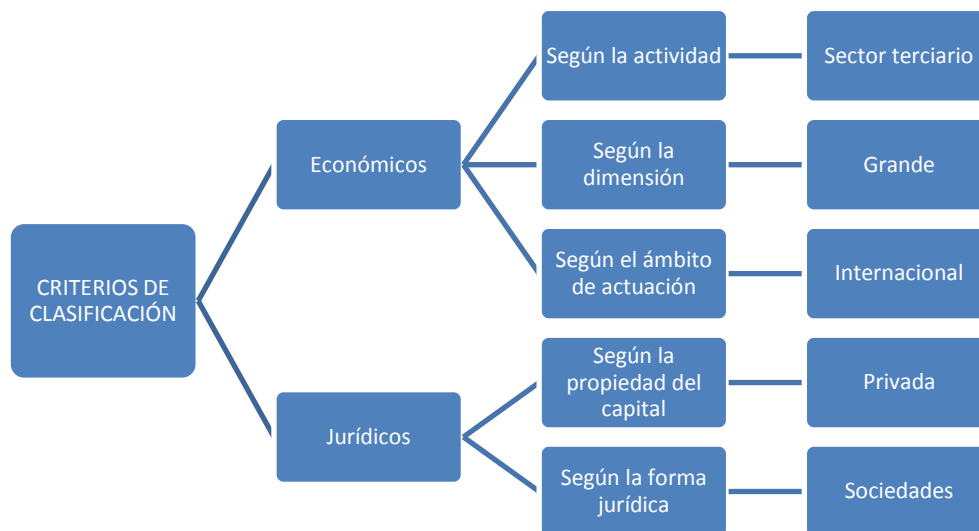 CRITERIOS DE
CLASIFICACIÓN
Económicos
Según la actividad
Sector terciario
Según la
dimensión
Grande
Según el ámbito
de actuación
Internacional
Jurídicos
Según la
propiedad del
capital
Privada
Según la forma
jurídica
Sociedades